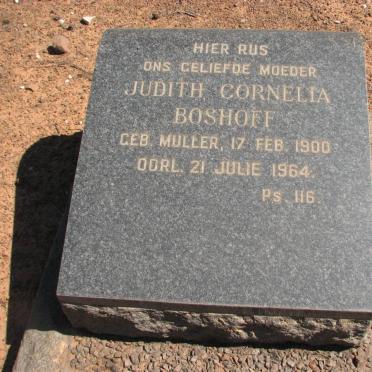 HIER RUS
ONS GELIEFDE MOEDER
JUDITH CORNELIA
BOSHOFF
GEB. MULLER, 17 FEB. 1900
OORL. 21 JULIE 1964.
Ps. 116.